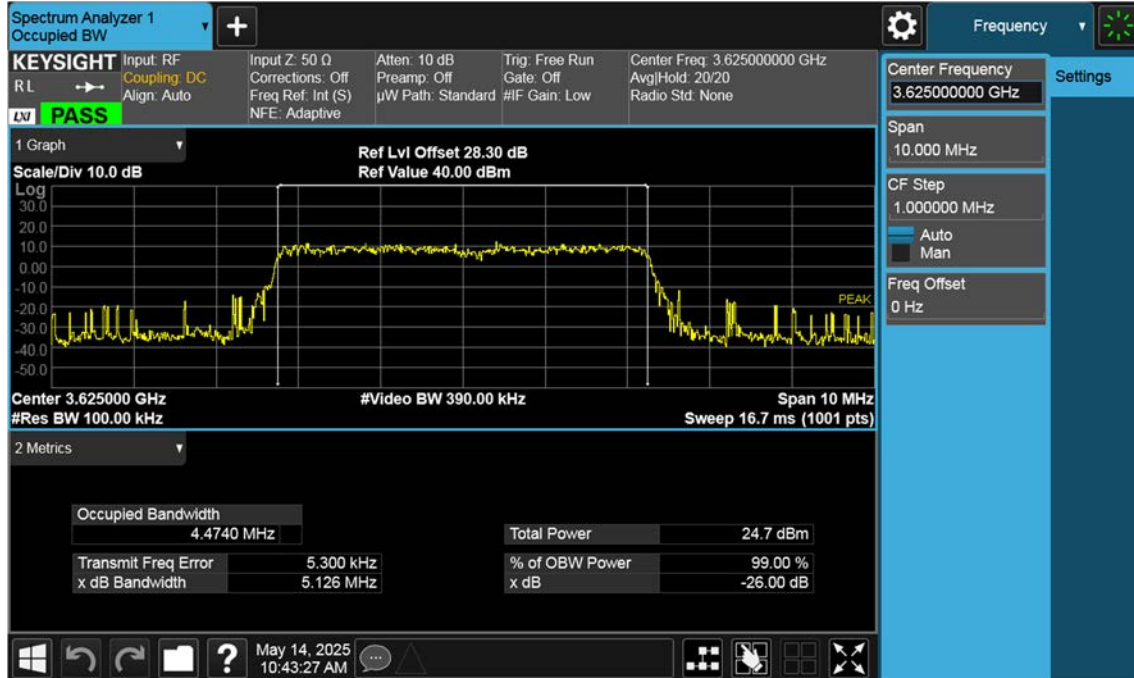 Spectrum Analyzer 1
Occupied BW
Frequency
KEYSIGHT
R L
LXI
PASS
Input: RF
Coupling: DC
Align: Auto
Input Z: 50 Ω
Corrections: Off
Freq Ref: Int (S)
NFE: Adaptive
Atten: 10 dB
Preamp: Off
µW Path: Standard
Trig: Free Run
Gate: Off
#IF Gain: Low
Center Freq: 3.625000000 GHz
Avg|Hold: 20/20
Radio Std: None
Center Frequency
3.625000000 GHz
Settings
Span
10.000 MHz
CF Step
1.000000 MHz
Auto
Man
Freq Offset
0 Hz
1 Graph
Scale/Div 10.0 dB
Ref Lvl Offset 28.30 dB
Ref Value 40.00 dBm
Log
30.0
20.0
10.0
0.00
-10.0
-20.0
-30.0
-40.0
-50.0
PEAK
Center 3.625000 GHz
#Video BW 390.00 kHz
Span 10 MHz
#Res BW 100.00 kHz
Sweep 16.7 ms (1001 pts)
2 Metrics
Occupied Bandwidth
4.4740 MHz
Total Power 24.7 dBm
Transmit Freq Error 5.300 kHz
% of OBW Power 99.00 %
x dB Bandwidth 5.126 MHz
x dB -26.00 dB
May 14, 2025
10:43:27 AM